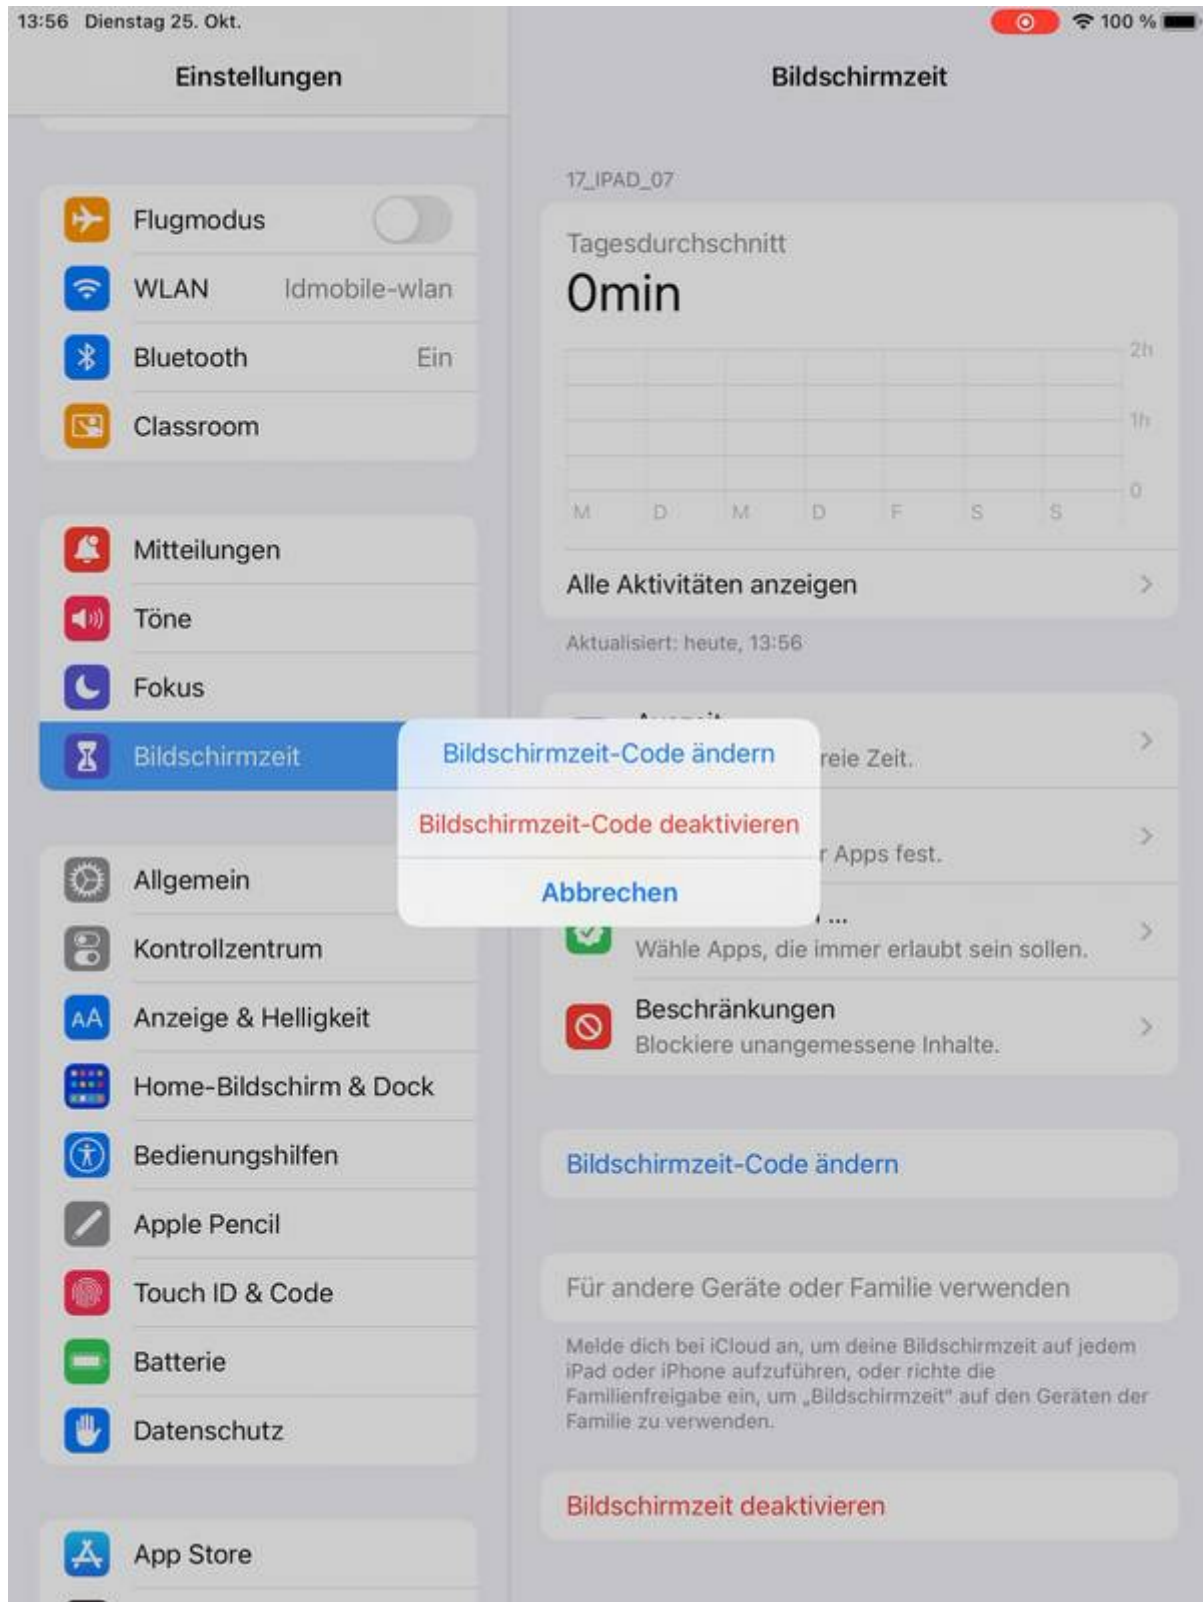 13:56 Dienstag 25. Okt.
100 %
Einstellungen
Flugmodus
WLAN ldmobile-wlan
Bluetooth Ein
Classroom
Mitteilungen
Töne
Fokus
Bildschirmzeit
Allgemein
Kontrollzentrum
AA Anzeige & Helligkeit
Home-Bildschirm & Dock
Bedienungshilfen
Apple Pencil
Touch ID & Code
Batterie
Datenschutz
App Store
Bildschirmzeit
17_IPAD_07
Tagesdurchschnitt
0min
2h
1h
0
M D M D F S S
Alle Aktivitäten anzeigen
Aktualisiert: heute, 13:56
Zeit.
Apps fest.
...
Wähle Apps, die immer erlaubt sein sollen.
Beschränkungen
Blockiere unangemessene Inhalte.
Bildschirmzeit-Code ändern
Bildschirmzeit-Code deaktivieren
Abbrechen
Bildschirmzeit-Code ändern
Für andere Geräte oder Familie verwenden
Melde dich bei iCloud an, um deine Bildschirmzeit auf jedem
iPad oder iPhone aufzuführen, oder richte die
Familienfreigabe ein, um „Bildschirmzeit" auf den Geräten der
Familie zu verwenden.
Bildschirmzeit deaktivieren